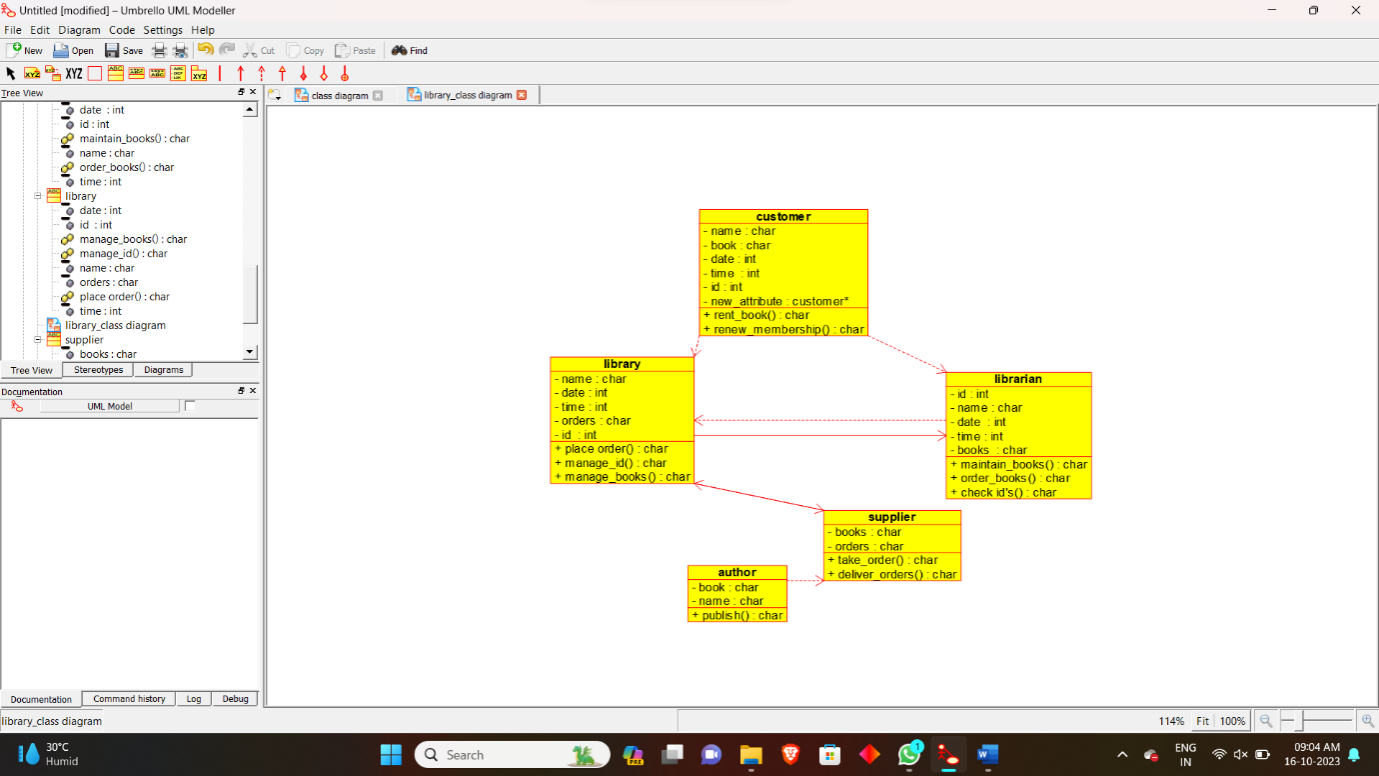 Untitled [modified] – Umbrello UML Modeller
File Edit Diagram Code Settings Help
New Open Save Cut Copy Paste Find
XYZ XYZ ABC XYZ
Tree View
class diagram
library_class diagram
date : int
id : int
maintain_books() : char
name : char
order_books() : char
time : int
library
date : int
id : int
manage_books() : char
manage_id() : char
name : char
orders : char
place order() : char
time : int
library_class diagram
supplier
books : char
Tree View Stereotypes Diagrams
Documentation
UML Model
Documentation Command history Log Debug
customer
- name : char
- book : char
- date : int
- time : int
- id : int
- new_attribute : customer*
+ rent_book() : char
+ renew_membership() : char
library
- name : char
- date : int
- time : int
- orders : char
- id : int
+ place order() : char
+ manage_id() : char
+ manage_books() : char
librarian
- id : int
- name : char
- date : int
- time : int
- books : char
+ maintain_books() : char
+ order_books() : char
+ check id's() : char
supplier
- books : char
- orders : char
+ take_order() : char
+ deliver_orders() : char
author
- book : char
- name : char
+ publish() : char
library_class diagram
114% Fit 100%
30°C
Humid
Search
PRE
1
ENG
IN
09:04 AM
16-10-2023